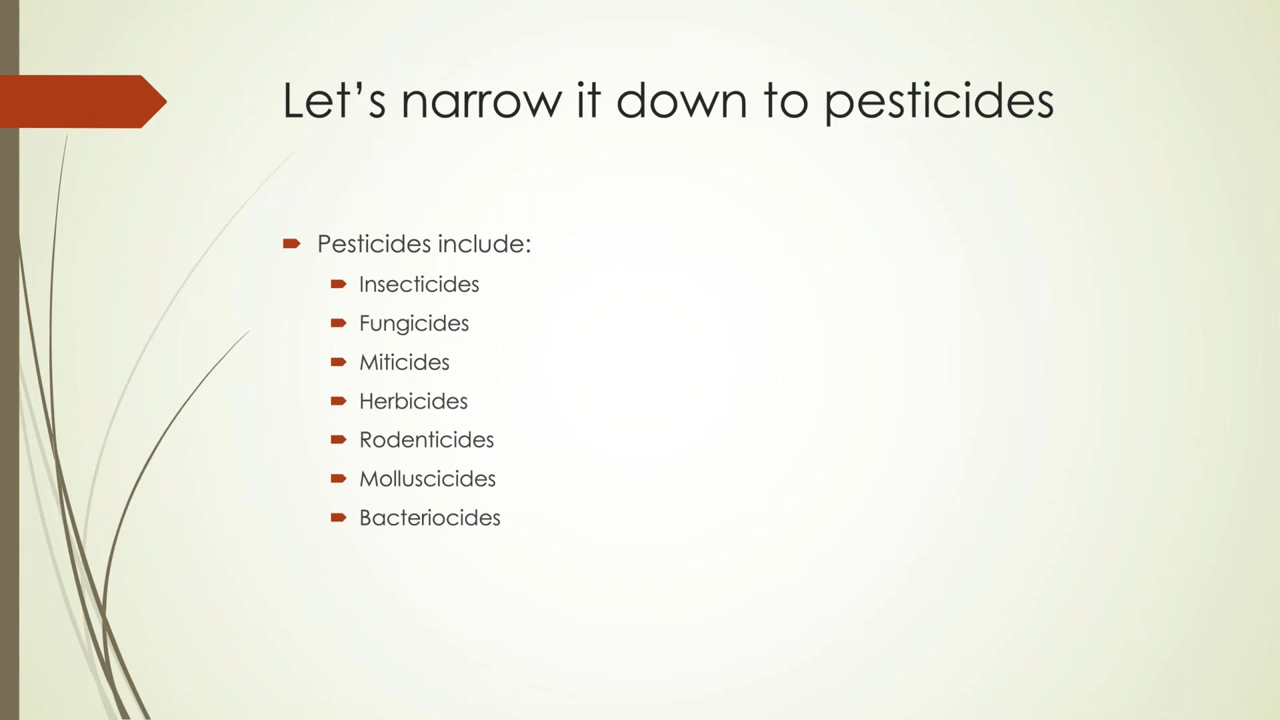 Let’s narrow it down to pesticides
Pesticides include:
Insecticides
Fungicides
Miticides
Herbicides
Rodenticides
Molluscicides
Bacteriocides